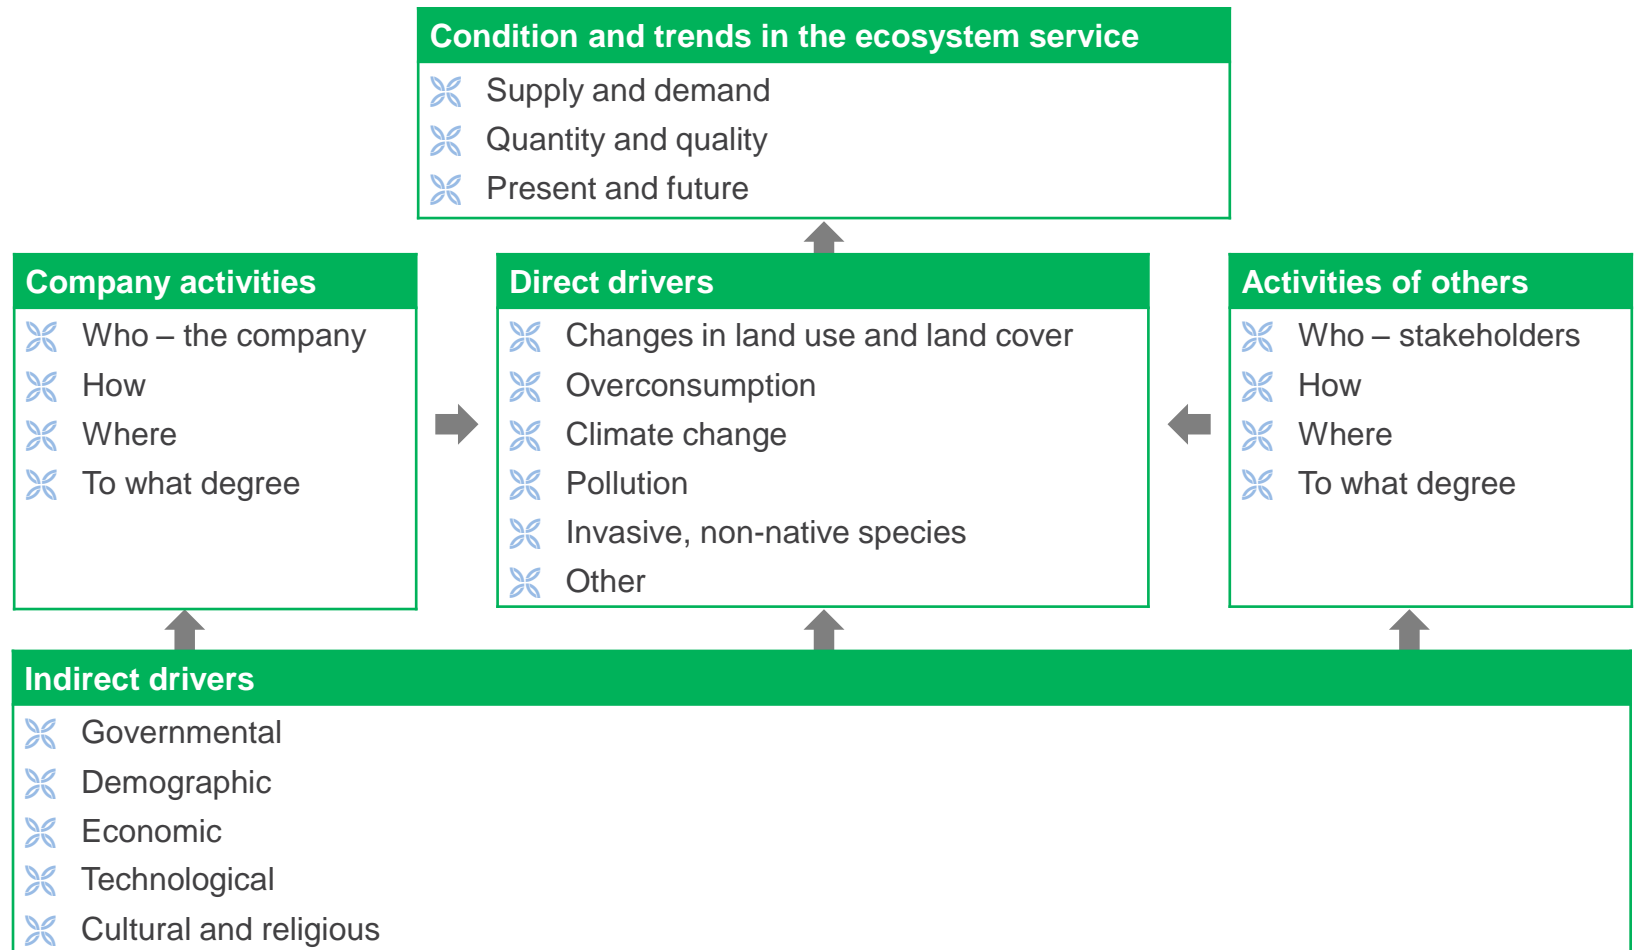 Condition and trends in the ecosystem service
Supply and demand
Quantity and quality
Present and future
Company activities
Who – the company
How
Where
To what degree
Direct drivers
Changes in land use and land cover
Overconsumption
Climate change
Pollution
Invasive, non-native species
Other
Activities of others
Who – stakeholders
How
Where
To what degree
Indirect drivers
Governmental
Demographic
Economic
Technological
Cultural and religious